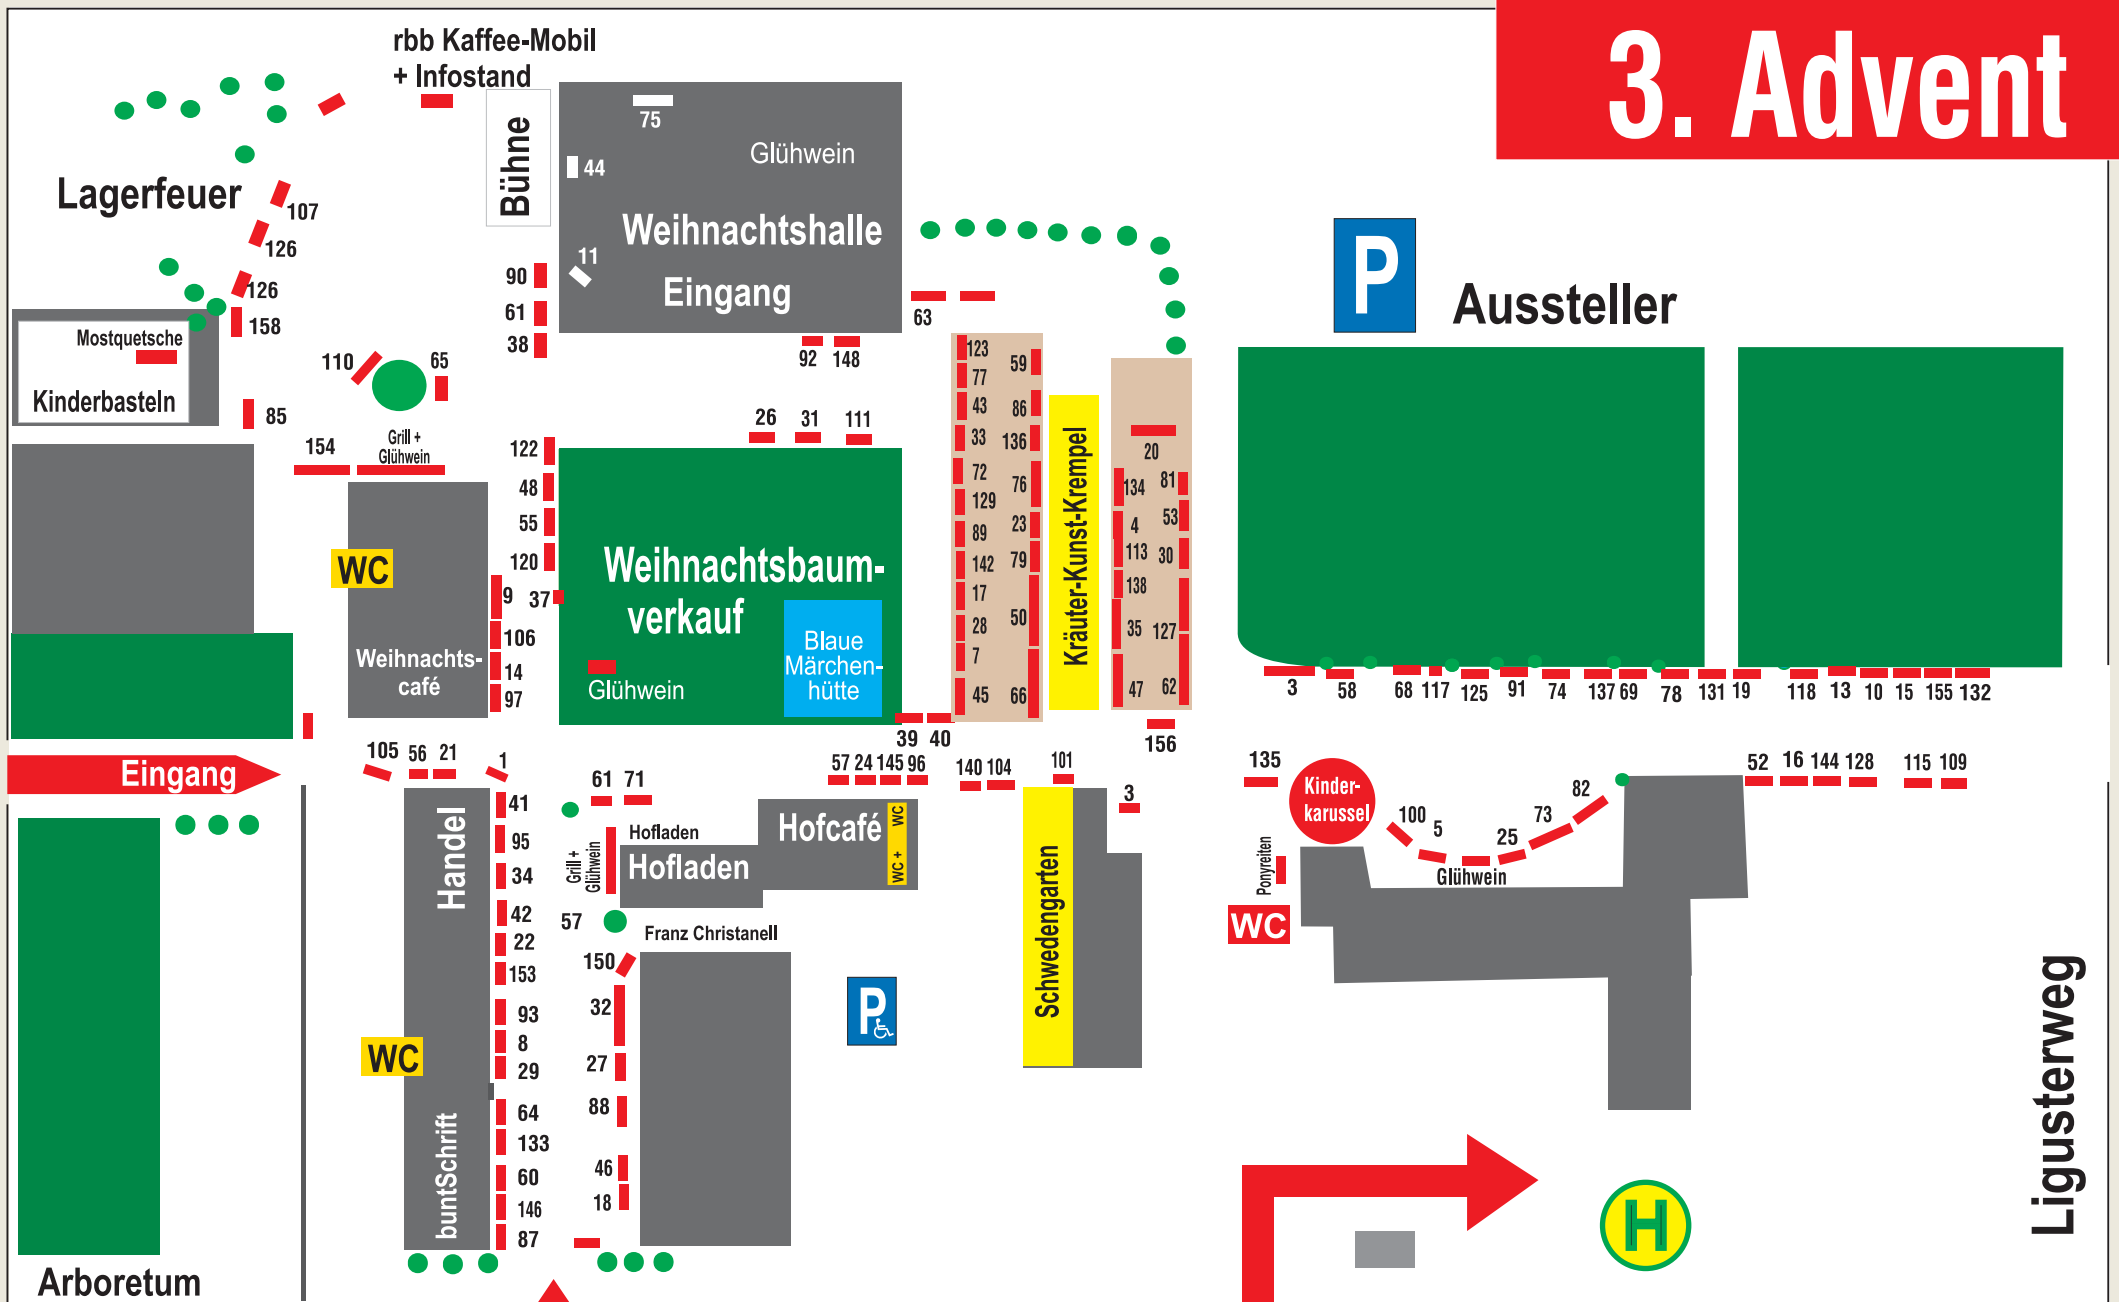 3. Advent
rbb Kaffee-Mobil
+ Infostand
Bühne
75
44
Glühwein
Weihnachtshalle
Eingang
11
Lagerfeuer
107
126
126
158
90
61
38
92
148
63
P
Aussteller
Mostquetsche
Kinderbasteln
85
110
65
154
Grill +
Glühwein
26
31
111
122
48
55
120
9
37
106
14
97
WC
Weihnachts-
café
Weihnachtsbaum-
verkauf
Blaue
Märchen-
hütte
Glühwein
39
40
123
77
43
33
72
129
89
142
17
28
7
45
59
86
136
76
23
79
50
66
Kräuter-Kunst-Krempel
20
134
4
113
138
35
47
81
53
30
127
62
156
3
58
68
117
125
91
74
137
69
78
131
19
118
13
10
15
155
132
Eingang
105
56
21
1
61
71
57
24
145
96
140
104
101
3
135
Kinder-
karussel
100
5
25
73
82
Glühwein
52
16
144
128
115
109
Ponyreiten
WC
Handel
buntSchrift
WC
41
95
34
42
22
153
93
8
29
64
133
60
146
87
Grill +
Glühwein
Hofladen
Hofladen
Hofcafé
WC + WC
57
Franz Christanell
150
32
27
88
46
18
P
Schwedengarten
Arboretum
H
Ligusterweg